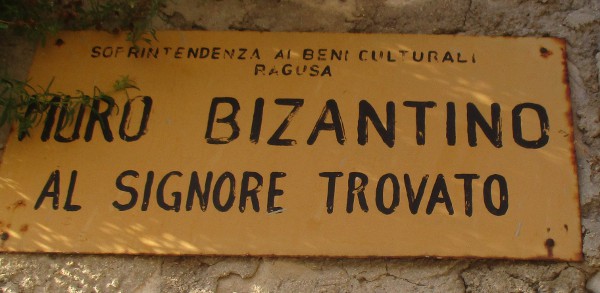 SOPRINTENDENZA AI BENI CULTURALI
RAGUSA
MURO BIZANTINO
AL SIGNORE TROVATO